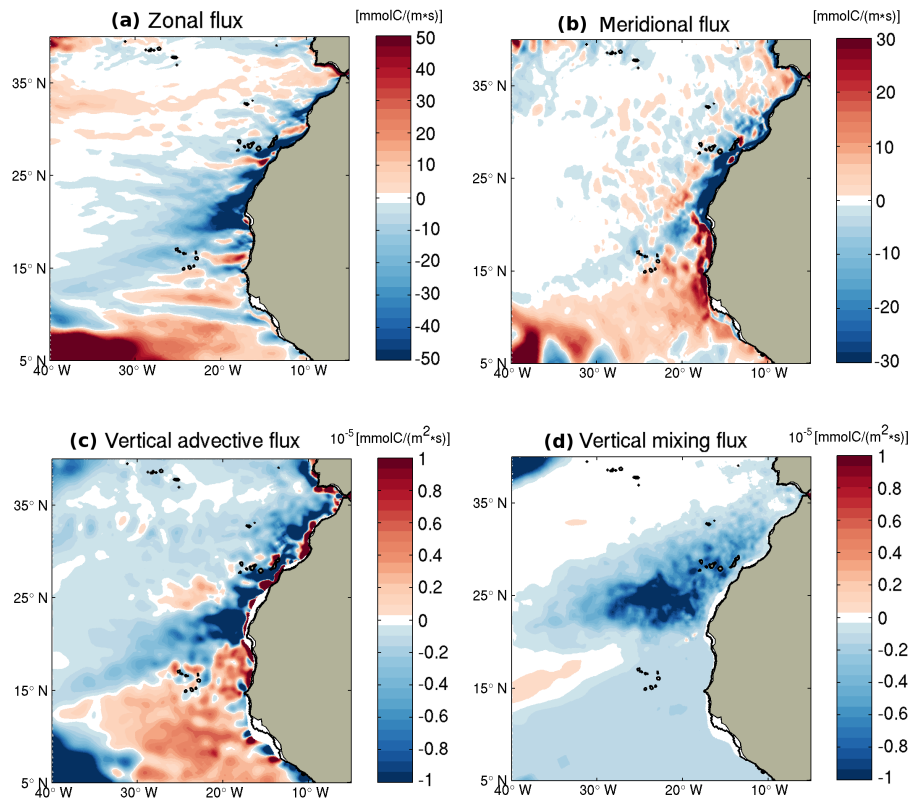 (a) Zonal flux [mmolC/(m*s)]
35° N
25° N
15° N
5° N
40° W 30° W 20° W 10° W
50
40
30
20
10
0
-10
-20
-30
-40
-50
(b) Meridional flux [mmolC/(m*s)]
35° N
25° N
15° N
5° N
40° W 30° W 20° W 10° W
30
20
10
0
-10
-20
-30
(c) Vertical advective flux 10^-5 [mmolC/(m^2*s)]
35° N
25° N
15° N
5° N
40° W 30° W 20° W 10° W
1
0.8
0.6
0.4
0.2
0
-0.2
-0.4
-0.6
-0.8
-1
(d) Vertical mixing flux 10^-5 [mmolC/(m^2*s)]
35° N
25° N
15° N
5° N
40° W 30° W 20° W 10° W
1
0.8
0.6
0.4
0.2
0
-0.2
-0.4
-0.6
-0.8
-1